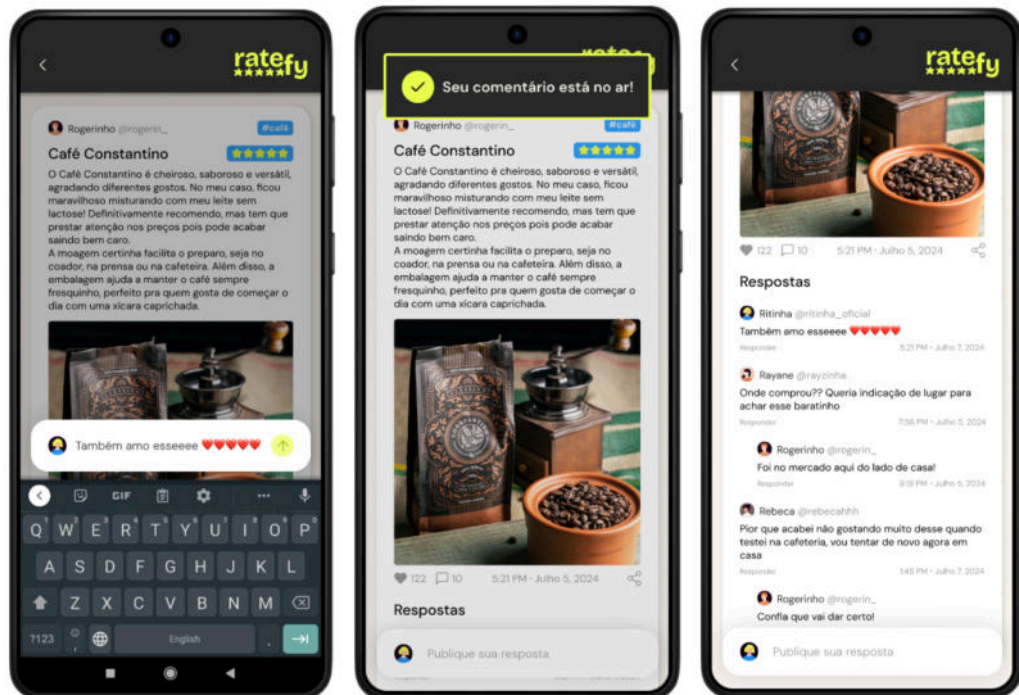 ratefy
Rogerinho @rogerin_
#café
Café Constantino
O Café Constantino é cheiroso, saboroso e versátil,
agradando diferentes gostos. No meu caso, ficou
maravilhoso misturando com meu leite sem
lactose! Definitivamente recomendo, mas tem que
prestar atenção nos preços pois pode acabar
saindo bem caro.
A moagem certinha facilita o preparo, seja no
coador, na prensa ou na cafeteira. Além disso, a
embalagem ajuda a manter o café sempre
fresquinho, perfeito pra quem gosta de começar o
dia com uma xícara caprichada.
Também amo esseeee ❤️❤️❤️❤️❤️
GIF
Q1 W2 E3 R4 T5 Y6 U7 I8 O9 P0
A S D F G H J K L
Z X C V B N M
?123 , English .
ratefy
Seu comentário está no ar!
Rogerinho @rogerin_
#café
Café Constantino
O Café Constantino é cheiroso, saboroso e versátil,
agradando diferentes gostos. No meu caso, ficou
maravilhoso misturando com meu leite sem
lactose! Definitivamente recomendo, mas tem que
prestar atenção nos preços pois pode acabar
saindo bem caro.
A moagem certinha facilita o preparo, seja no
coador, na prensa ou na cafeteira. Além disso, a
embalagem ajuda a manter o café sempre
fresquinho, perfeito pra quem gosta de começar o
dia com uma xícara caprichada.
122 10 5:21 PM • Julho 5, 2024
Respostas
Publique sua resposta
ratefy
122 10 5:21 PM • Julho 5, 2024
Respostas
Ritinha @ritinha_oficial
Também amo esseeee ❤️❤️❤️❤️❤️
Responder 5:21 PM • Julho 7, 2024
Rayane @rayzinha
Onde comprou?? Queria indicação de lugar para
achar esse baratinho
Responder 7:56 PM • Julho 5, 2024
Rogerinho @rogerin_
Foi no mercado aqui do lado de casa!
Responder 9:19 PM • Julho 5, 2024
Rebeca @rebecahhh
Pior que acabei não gostando muito desse quando
testei na cafeteria, vou tentar de novo agora em
casa
Responder 1:45 PM • Julho 7, 2024
Rogerinho @rogerin_
Confia que vai dar certo!
Publique sua resposta